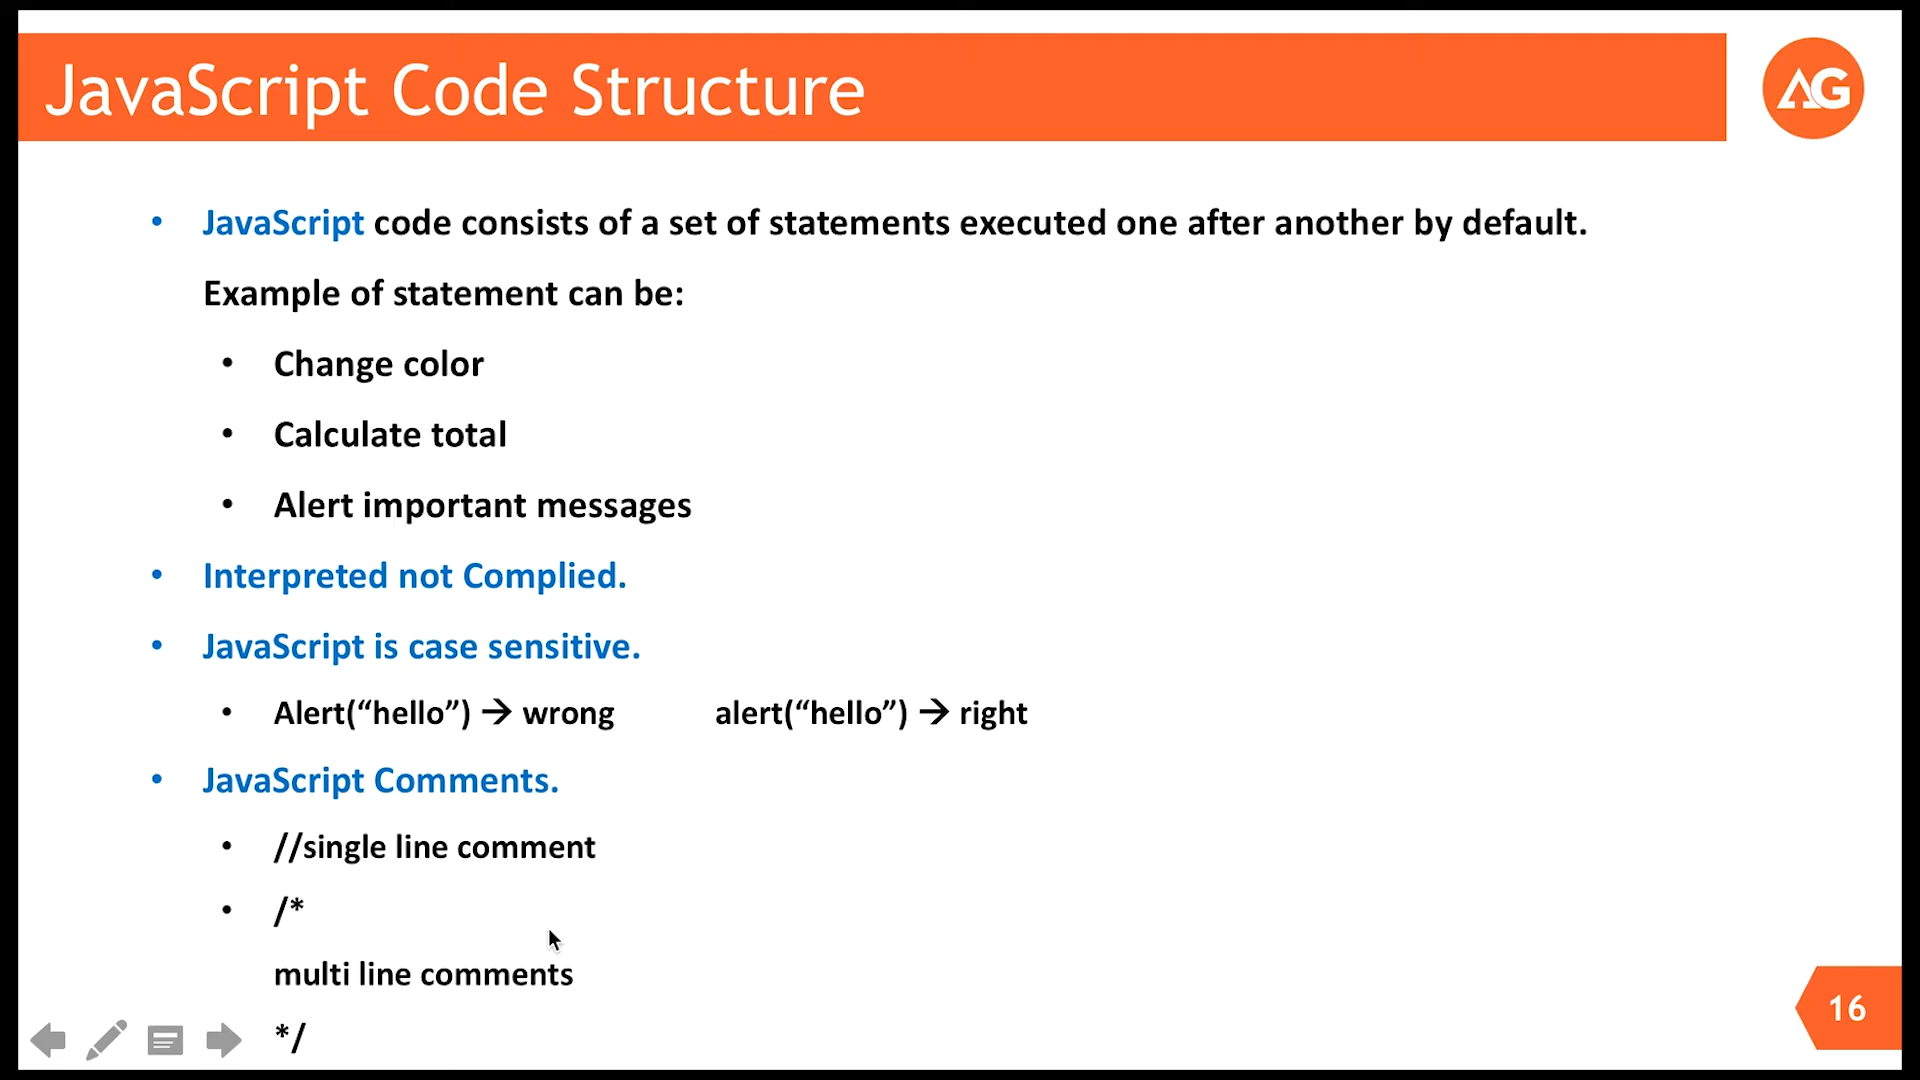 JavaScript Code Structure
AG
• JavaScript code consists of a set of statements executed one after another by default.
Example of statement can be:
• Change color
• Calculate total
• Alert important messages
• Interpreted not Complied.
• JavaScript is case sensitive.
• Alert(“hello”) → wrong alert(“hello”) → right
• JavaScript Comments.
• //single line comment
• /*
multi line comments
*/
16